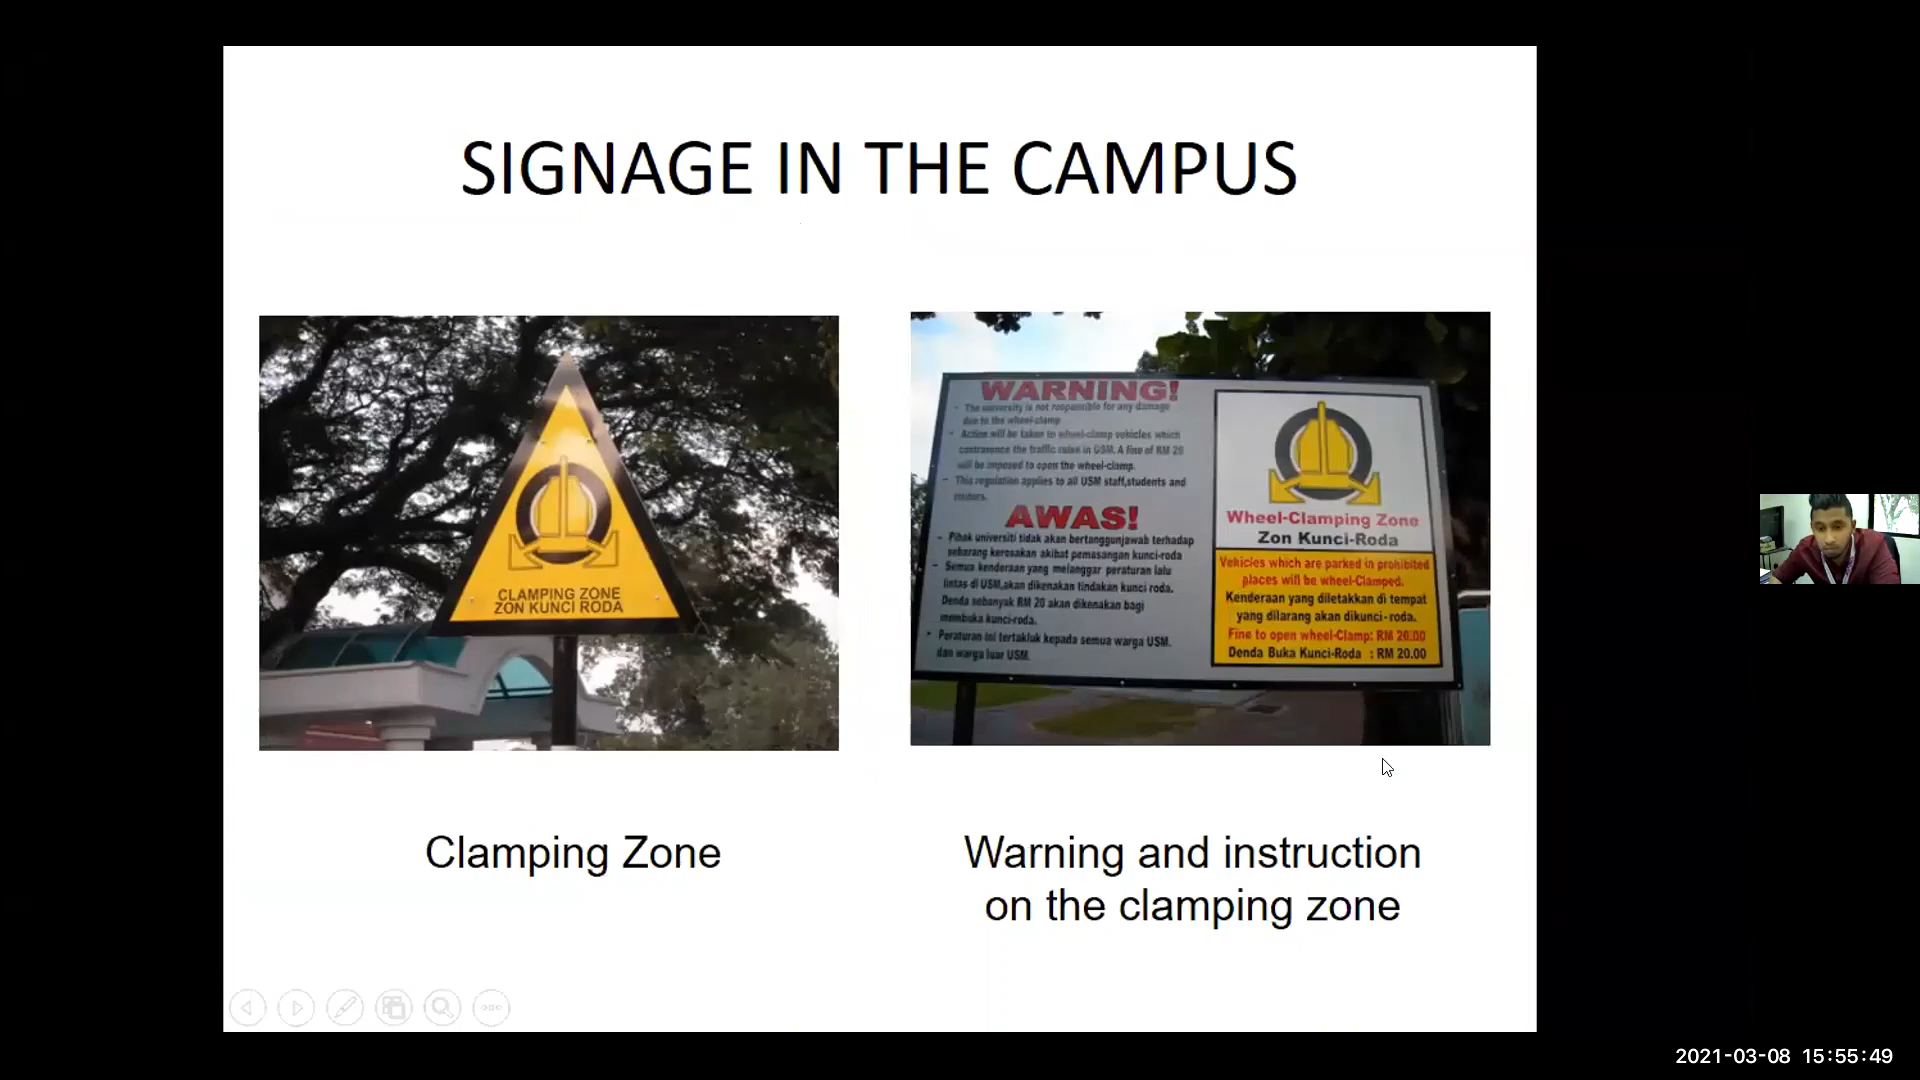 SIGNAGE IN THE CAMPUS
CLAMPING ZONE
ZON KUNCI RODA
WARNING!
- The university is not responsible for any damage
due to the wheel-clamp
- Action will be taken to wheel-clamp vehicles which
contravence the traffic rules in USM. A fine of RM 20
will be imposed to open the wheel-clamp.
- This regulation applies to all USM staff,students and
visitors.
AWAS!
- Pihak universiti tidak akan bertanggunjawab terhadap
sebarang kerosakan akibat pemasangan kunci-roda
- Semua kenderaan yang melanggar peraturan lalu
lintas di USM,akan dikenakan tindakan kunci roda.
Denda sebanyak RM 20 akan dikenakan bagi
membuka kunci-roda.
- Peraturan ini tertakluk kepada semua warga USM.
dan warga luar USM.
Wheel-Clamping Zone
Zon Kunci-Roda
Vehicles which are parked in prohibited
places will be wheel-Clamped.
Kenderaan yang diletakkan di tempat
yang dilarang akan dikunci-roda.
Fine to open wheel-Clamp: RM 20.00
Denda Buka Kunci-Roda : RM 20.00
Clamping Zone
Warning and instruction
on the clamping zone
2021-03-08 15:55:49